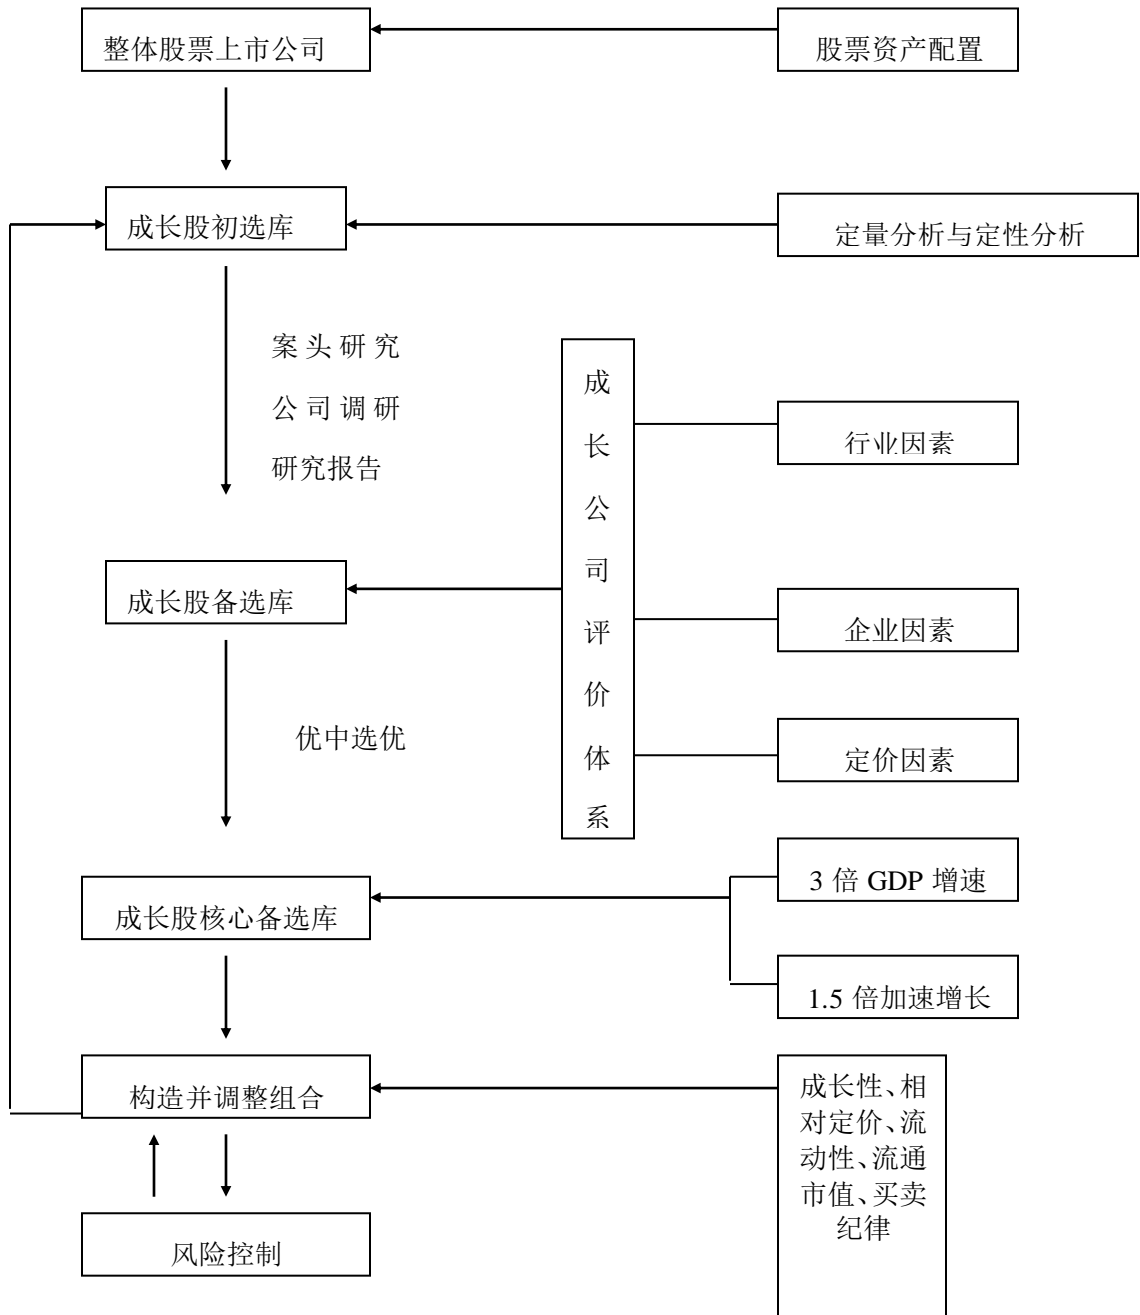 整体股票上市公司
股票资产配置
成长股初选库
定量分析与定性分析
案头研究
公司调研
研究报告
成
长
公
司
评
价
体
系
行业因素
成长股备选库
企业因素
优中选优
定价因素
3 倍 GDP 增速
成长股核心备选库
1.5 倍加速增长
构造并调整组合
成长性、相
对定价、流
动性、流通
市值、买卖
纪律
风险控制